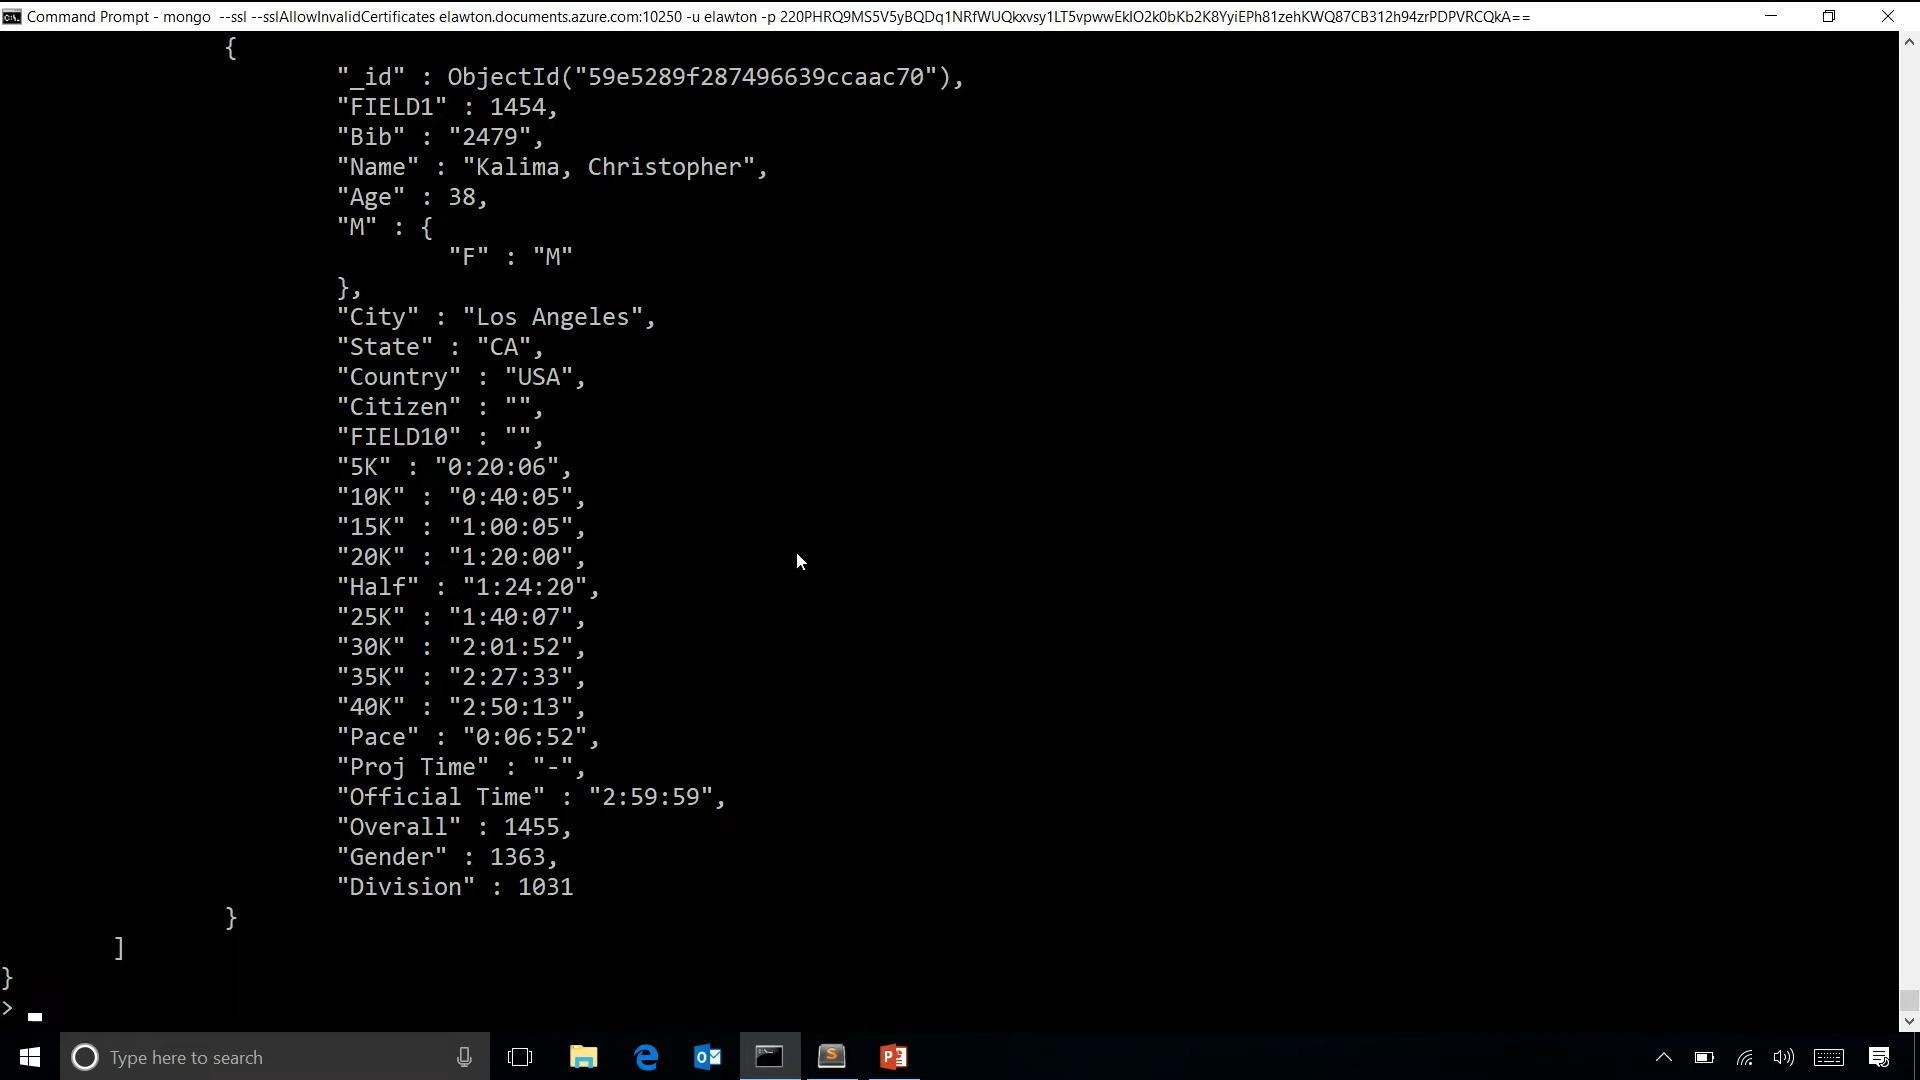 Command Prompt - mongo --ssl --sslAllowInvalidCertificates elawton.documents.azure.com:10250 -u elawton -p
{
"_id" : ObjectId("59e5289f287496639ccaac70"),
"FIELD1" : 1454,
"Bib" : "2479",
"Name" : "Kalima, Christopher",
"Age" : 38,
"M" : {
"F" : "M"
},
"City" : "Los Angeles",
"State" : "CA",
"Country" : "USA",
"Citizen" : "",
"FIELD10" : "",
"5K" : "0:20:06",
"10K" : "0:40:05",
"15K" : "1:00:05",
"20K" : "1:20:00",
"Half" : "1:24:20",
"25K" : "1:40:07",
"30K" : "2:01:52",
"35K" : "2:27:33",
"40K" : "2:50:13",
"Pace" : "0:06:52",
"Proj Time" : "-",
"Official Time" : "2:59:59",
"Overall" : 1455,
"Gender" : 1363,
"Division" : 1031
}
]
}
>
Type here to search